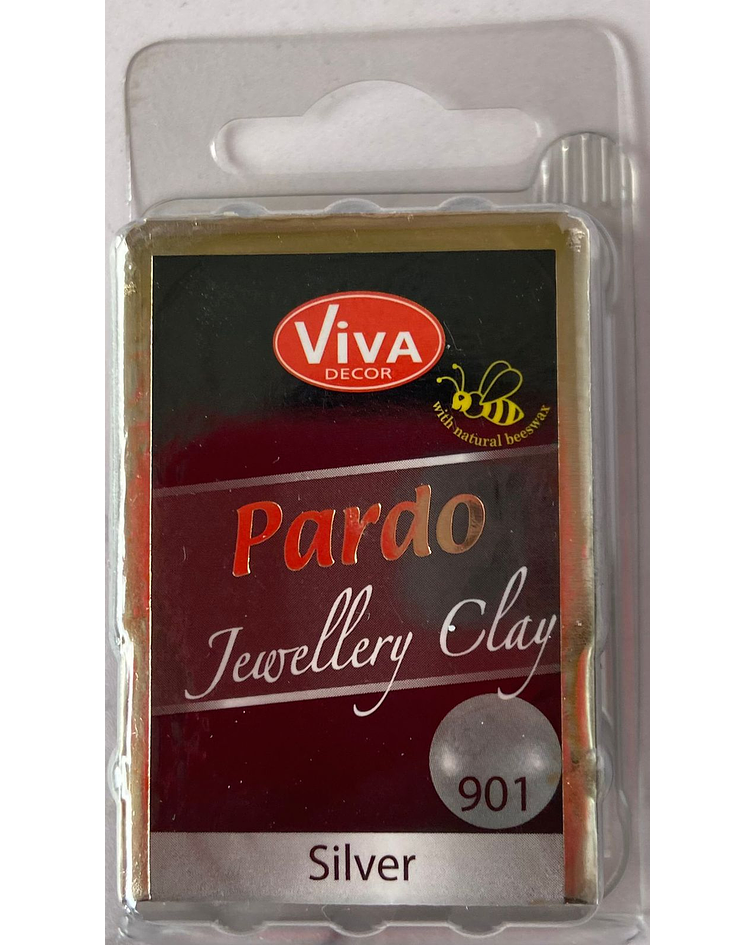 ViVA
DECOR
with natural beeswax
Pardo
Jewellery Clay
901
Silver